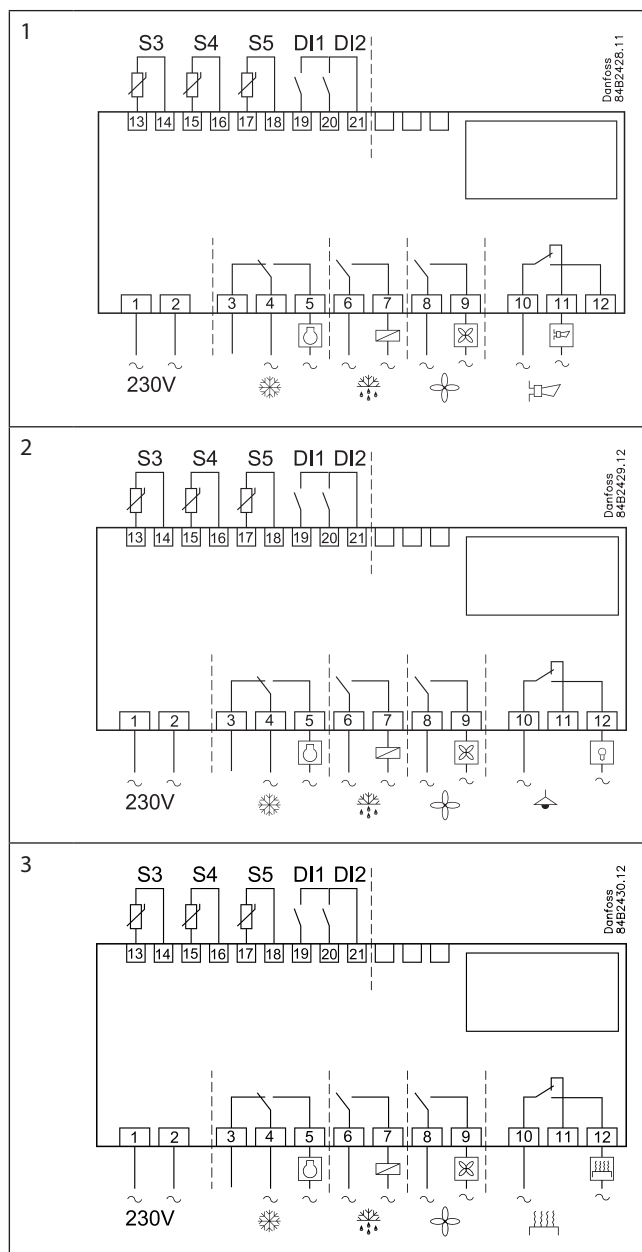 1
S3 S4 S5 DI1 DI2
Danfoss
84B2428.11
13 14 15 16 17 18 19 20 21
1 2 3 4 5 6 7 8 9 10 11 12
230V
2
S3 S4 S5 DI1 DI2
Danfoss
84B2429.12
13 14 15 16 17 18 19 20 21
1 2 3 4 5 6 7 8 9 10 11 12
230V
3
S3 S4 S5 DI1 DI2
Danfoss
84B2430.12
13 14 15 16 17 18 19 20 21
1 2 3 4 5 6 7 8 9 10 11 12
230V